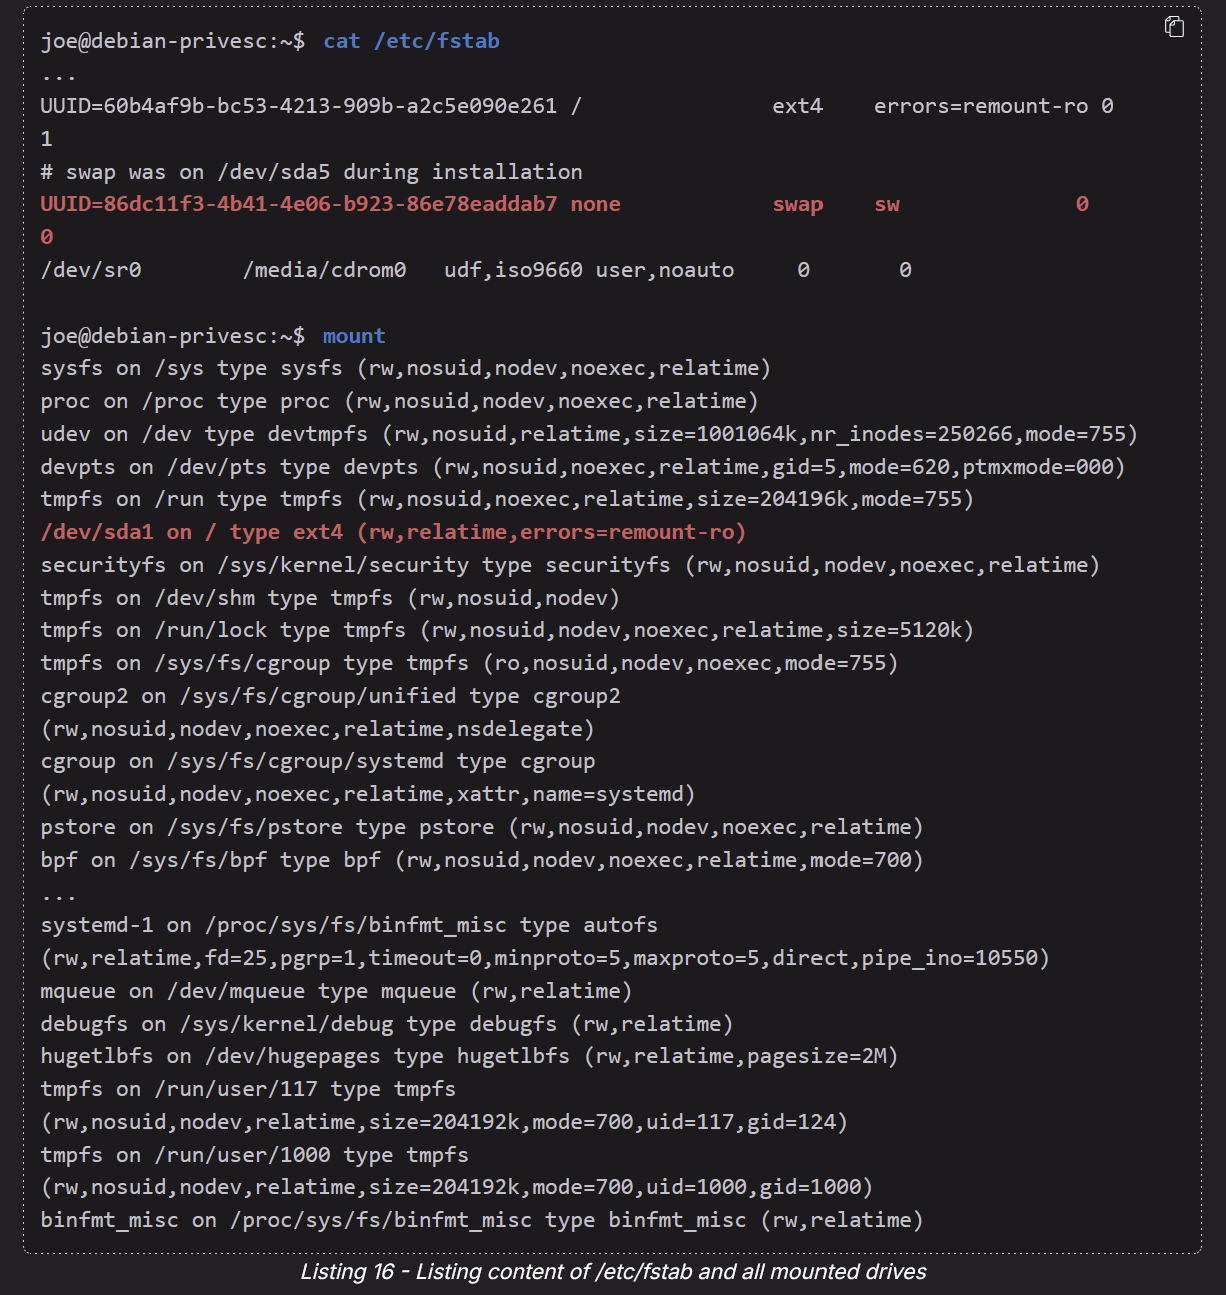 joe@debian-privesc:~$ cat /etc/fstab
...
UUID=60b4af9b-bc53-4213-909b-a2c5e090e261 /               ext4    errors=remount-ro 0
1
# swap was on /dev/sda5 during installation
UUID=86dc11f3-4b41-4e06-b923-86e78eaddab7 none            swap    sw              0
0
/dev/sr0        /media/cdrom0   udf,iso9660 user,noauto     0       0
joe@debian-privesc:~$ mount
sysfs on /sys type sysfs (rw,nosuid,nodev,noexec,relatime)
proc on /proc type proc (rw,nosuid,nodev,noexec,relatime)
udev on /dev type devtmpfs (rw,nosuid,relatime,size=1001064k,nr_inodes=250266,mode=755)
devpts on /dev/pts type devpts (rw,nosuid,noexec,relatime,gid=5,mode=620,ptmxmode=000)
tmpfs on /run type tmpfs (rw,nosuid,noexec,relatime,size=204196k,mode=755)
/dev/sda1 on / type ext4 (rw,relatime,errors=remount-ro)
securityfs on /sys/kernel/security type securityfs (rw,nosuid,nodev,noexec,relatime)
tmpfs on /dev/shm type tmpfs (rw,nosuid,nodev)
tmpfs on /run/lock type tmpfs (rw,nosuid,nodev,noexec,relatime,size=5120k)
tmpfs on /sys/fs/cgroup type tmpfs (ro,nosuid,nodev,noexec,mode=755)
cgroup2 on /sys/fs/cgroup/unified type cgroup2
(rw,nosuid,nodev,noexec,relatime,nsdelegate)
cgroup on /sys/fs/cgroup/systemd type cgroup
(rw,nosuid,nodev,noexec,relatime,xattr,name=systemd)
pstore on /sys/fs/pstore type pstore (rw,nosuid,nodev,noexec,relatime)
bpf on /sys/fs/bpf type bpf (rw,nosuid,nodev,noexec,relatime,mode=700)
...
systemd-1 on /proc/sys/fs/binfmt_misc type autofs
(rw,relatime,fd=25,pgrp=1,timeout=0,minproto=5,maxproto=5,direct,pipe_ino=10550)
mqueue on /dev/mqueue type mqueue (rw,relatime)
debugfs on /sys/kernel/debug type debugfs (rw,relatime)
hugetlbfs on /dev/hugepages type hugetlbfs (rw,relatime,pagesize=2M)
tmpfs on /run/user/117 type tmpfs
(rw,nosuid,nodev,relatime,size=204192k,mode=700,uid=117,gid=124)
tmpfs on /run/user/1000 type tmpfs
(rw,nosuid,nodev,relatime,size=204192k,mode=700,uid=1000,gid=1000)
binfmt_misc on /proc/sys/fs/binfmt_misc type binfmt_misc (rw,relatime)
Listing 16 - Listing content of /etc/fstab and all mounted drives